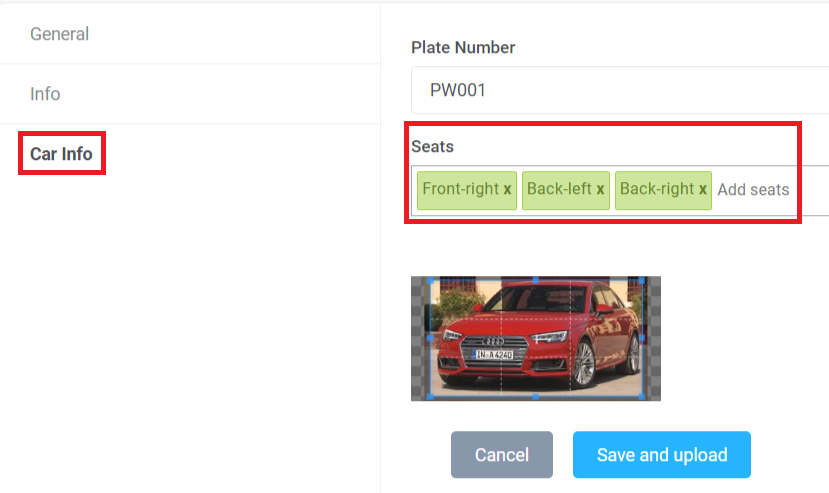 General
Info
Car Info
Plate Number
PW001
Seats
Front-right x Back-left x Back-right x Add seats
IN·A 4240
Cancel
Save and upload